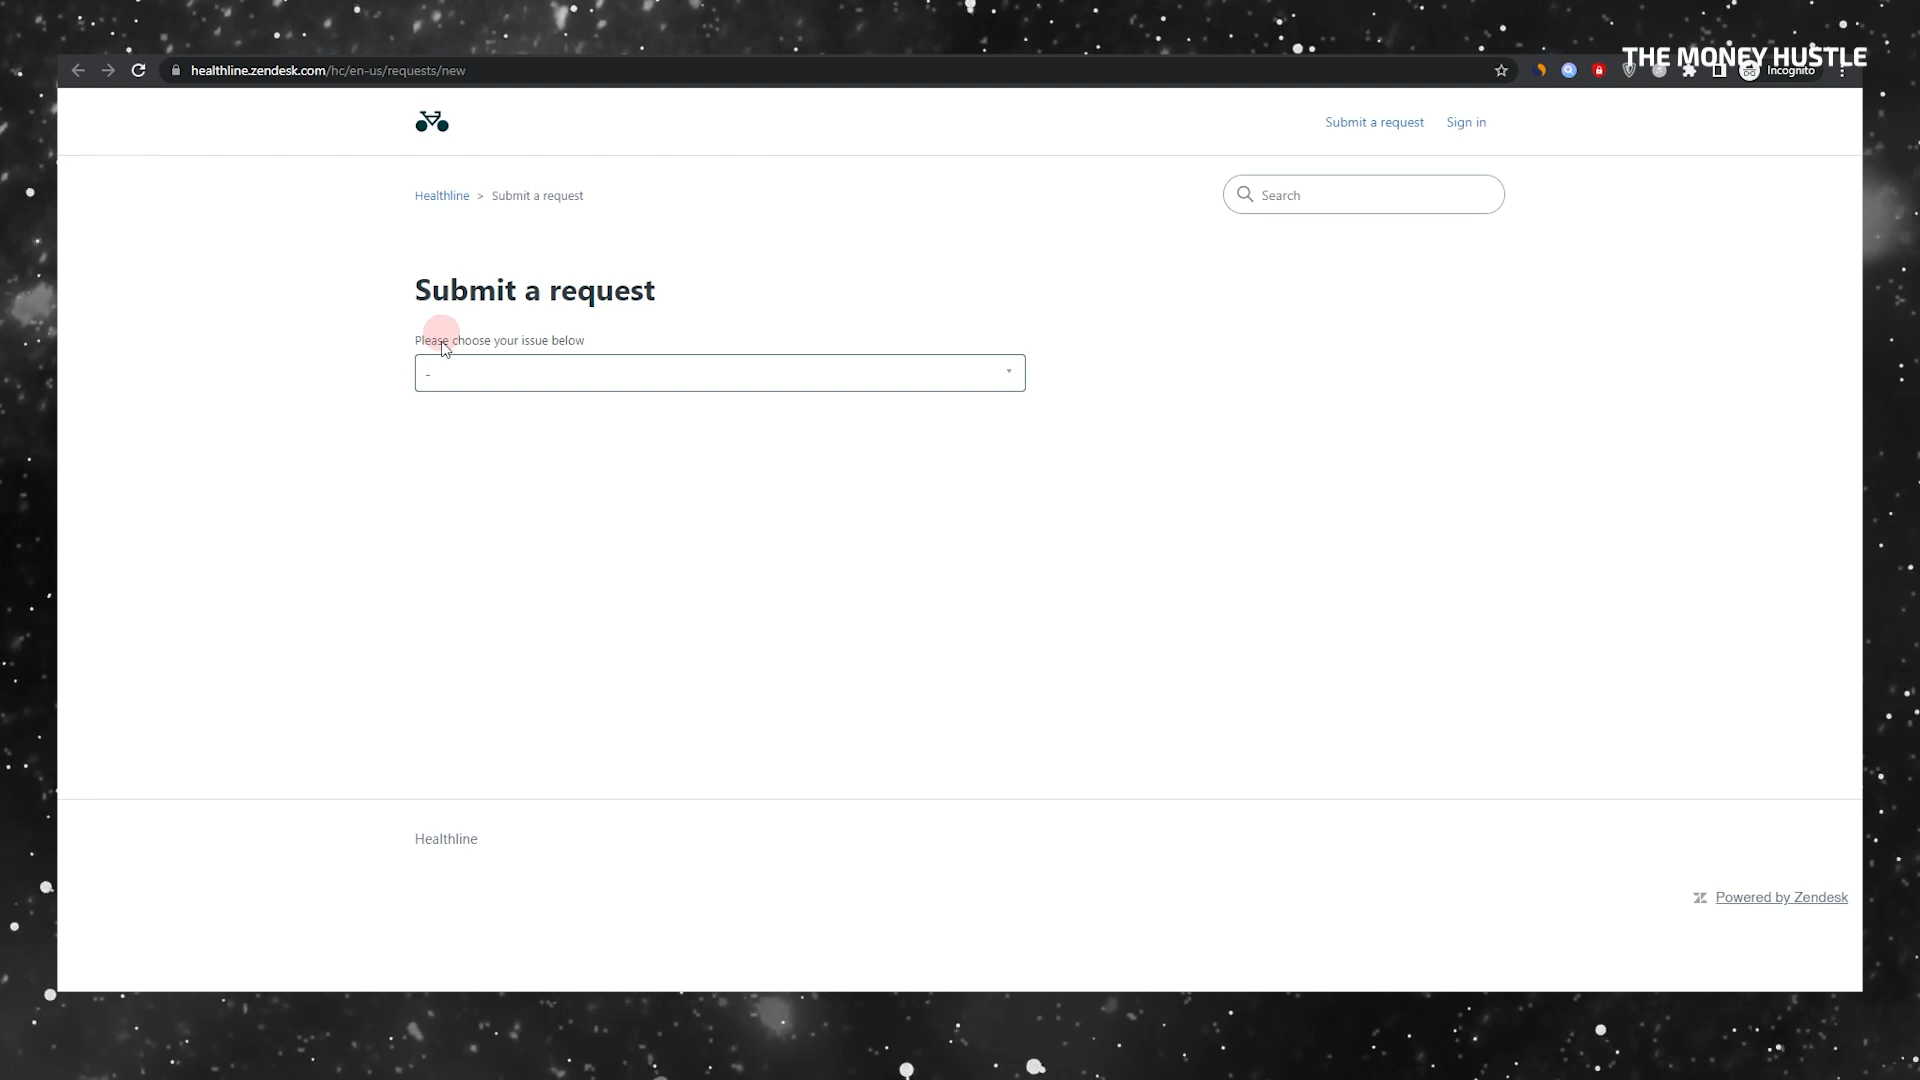 THE MONEY HUSTLE
healthline.zendesk.com/hc/en-us/requests/new
Incognito
Submit a request
Sign in
Healthline > Submit a request
Search
Submit a request
Please choose your issue below
-
Healthline
Powered by Zendesk